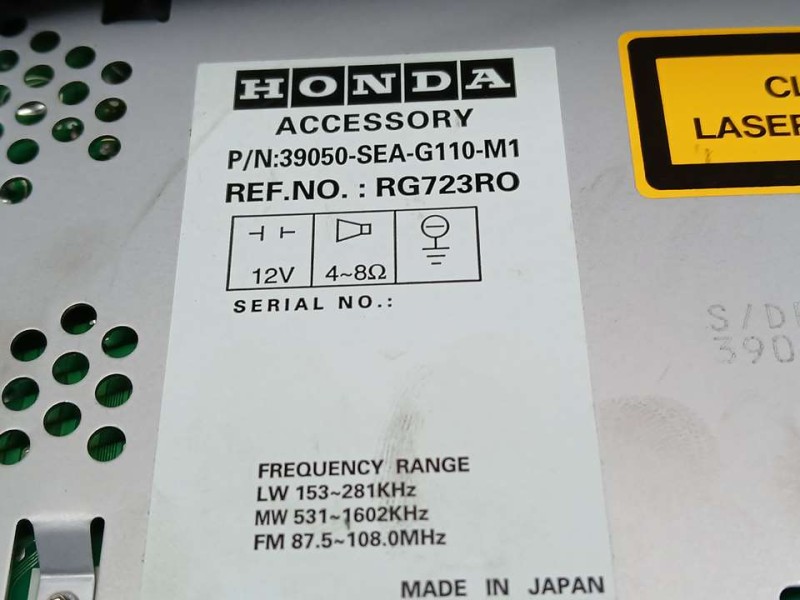 HONDA
ACCESSORY
P/N:39050-SEA-G110-M1
REF.NO. : RG723RO
12V 4~8Ω
SERIAL NO.:
FREQUENCY RANGE
LW 153~281KHz
MW 531~1602KHz
FM 87.5~108.0MHz
MADE IN JAPAN
LASER